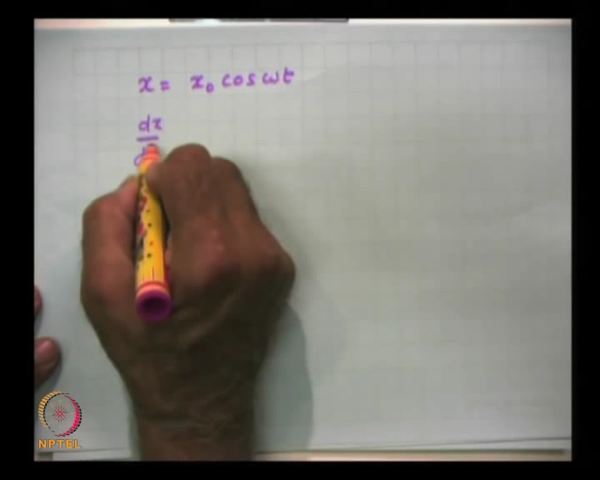 x = x₀ cos ωt
dx
NPTEL